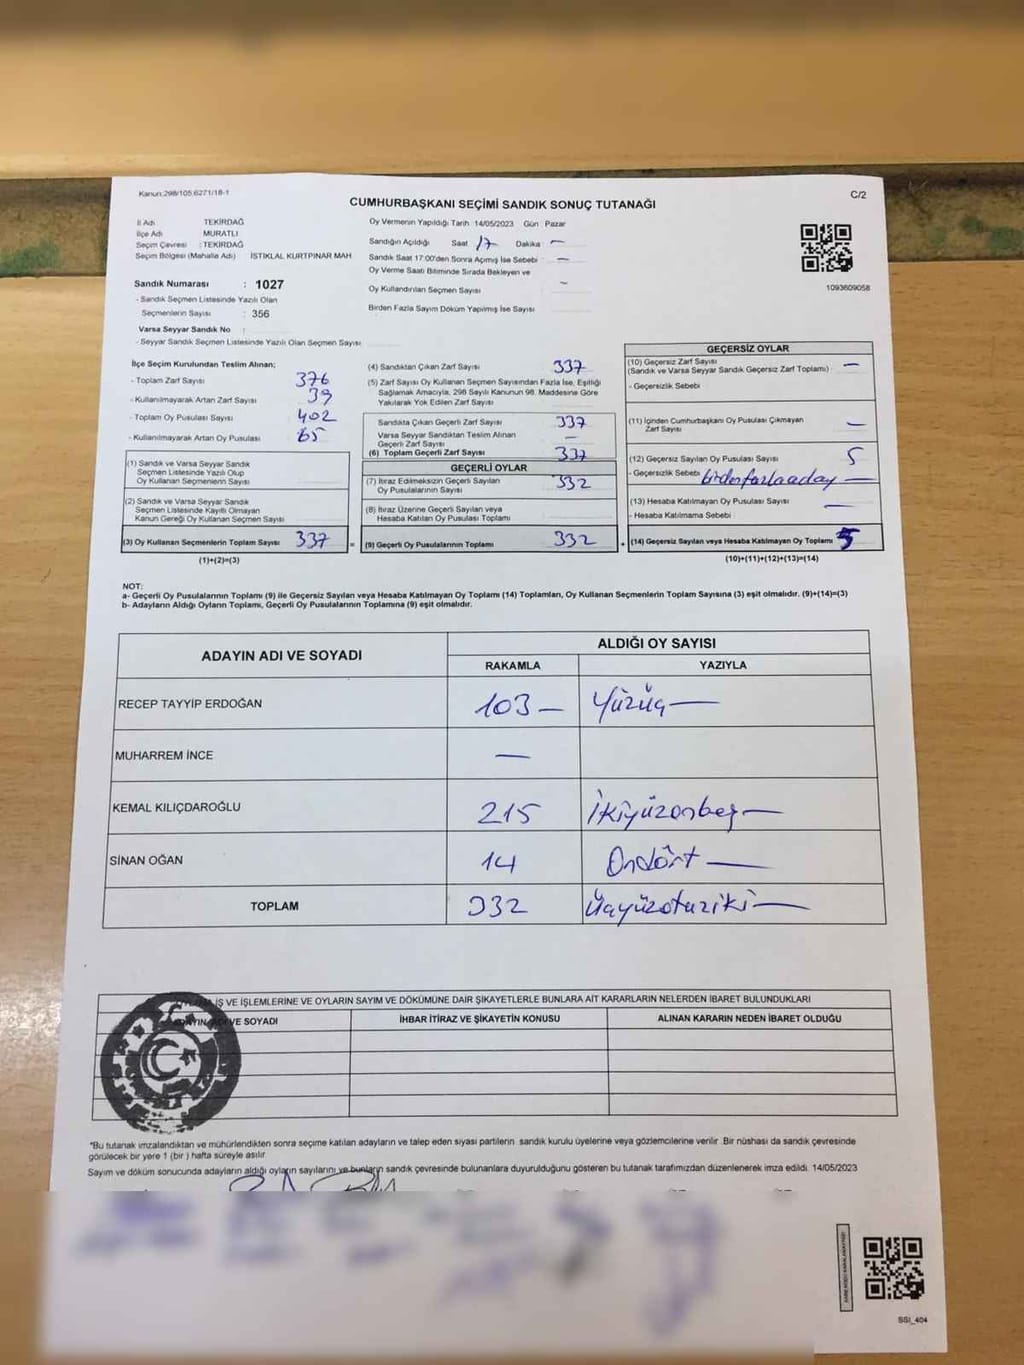 Kanun:298/105,6271/18-1
C/2
CUMHURBAŞKANI SEÇİMİ SANDIK SONUÇ TUTANAĞI
İl Adı TEKİRDAĞ
İlçe Adı MURATLI
Seçim Çevresi : TEKİRDAĞ
Seçim Bölgesi (Mahalle Adı) İSTİKLAL KURTPINAR MAH
Sandık Numarası : 1027
- Sandık Seçmen Listesinde Yazılı Olan
Seçmenlerin Sayısı : 356
Varsa Seyyar Sandık No :
- Seyyar Sandık Seçmen Listesinde Yazılı Olan Seçmen Sayısı
Oy Vermenin Yapıldığı Tarih 14/05/2023 Gün Pazar
Sandığın Açıldığı Saat 17 Dakika –
Sandık Saat 17:00'den Sonra Açmış İse Sebebi –
Oy Verme Saati Bitiminde Sırada Bekleyen ve
Oy Kullandırılan Seçmen Sayısı –
Birden Fazla Sayım Döküm Yapılmış İse Sayısı
1093609058
İlçe Seçim Kurulundan Teslim Alınan;
- Toplam Zarf Sayısı 376
- Kullanılmayarak Artan Zarf Sayısı 39
- Toplam Oy Pusulası Sayısı 402
- Kullanılmayarak Artan Oy Pusulası 65
(1) Sandık ve Varsa Seyyar Sandık
Seçmen Listesinde Yazılı Olup
Oy Kullanan Seçmenlerin Sayısı
(2) Sandık ve Varsa Seyyar Sandık
Seçmen Listesinde Kayıtlı Olmayan
Kanun Gereği Oy Kullanan Seçmen Sayısı
(3) Oy Kullanan Seçmenlerin Toplam Sayısı 337 =
(1)+(2)=(3)
(4) Sandıktan Çıkan Zarf Sayısı 337
(5) Zarf Sayısı Oy Kullanan Seçmen Sayısından Fazla İse, Eşitliği
Sağlamak Amacıyla, 298 Sayılı Kanunun 98. Maddesine Göre
Yakılarak Yok Edilen Zarf Sayısı
Sandıkta Çıkan Geçerli Zarf Sayısı 337
Varsa Seyyar Sandıktan Teslim Alınan
Geçerli Zarf Sayısı –
(6) Toplam Geçerli Zarf Sayısı 337
GEÇERLİ OYLAR
(7) İtiraz Edilmeksizin Geçerli Sayılan
Oy Pusulalarının Sayısı 332
(8) İtiraz Üzerine Geçerli Sayılan veya
Hesaba Katılan Oy Pusulası Toplamı
(9) Geçerli Oy Pusulalarının Toplamı 332 +
GEÇERSİZ OYLAR
(10) Geçersiz Zarf Sayısı
(Sandık ve Varsa Seyyar Sandık Geçersiz Zarf Toplamı) –
- Geçersizlik Sebebi
(11) İçinden Cumhurbaşkanı Oy Pusulası Çıkmayan
Zarf Sayısı –
(12) Geçersiz Sayılan Oy Pusulası Sayısı 5
- Geçersizlik Sebebi birden fazla aday –
(13) Hesaba Katılmayan Oy Pusulası Sayısı –
- Hesaba Katılmama Sebebi
(14) Geçersiz Sayılan veya Hesaba Katılmayan Oy Toplamı 5
(10)+(11)+(12)+(13)=(14)
NOT:
a- Geçerli Oy Pusulalarının Toplamı (9) ile Geçersiz Sayılan veya Hesaba Katılmayan Oy Toplamı (14) Toplamları, Oy Kullanan Seçmenlerin Toplam Sayısına (3) eşit olmalıdır. (9)+(14)=(3)
b- Adayların Aldığı Oyların Toplamı, Geçerli Oy Pusulalarının Toplamına (9) eşit olmalıdır.
ADAYIN ADI VE SOYADI ALDIĞI OY SAYISI
RAKAMLA YAZIYLA
RECEP TAYYİP ERDOĞAN 103 – Yüzüç –
MUHARREM İNCE –
KEMAL KILIÇDAROĞLU 215 İkiyüzonbeş –
SİNAN OĞAN 14 Ondört –
TOPLAM 332 Üçyüzotuziki –
İŞ VE İŞLEMLERİNE VE OYLARIN SAYIM VE DÖKÜMÜNE DAİR ŞİKAYETLERLE BUNLARA AİT KARARLARIN NELERDEN İBARET BULUNDUKLARI
VE SOYADI İHBAR İTİRAZ VE ŞİKAYETİN KONUSU ALINAN KARARIN NEDEN İBARET OLDUĞU
*Bu tutanak imzalandıktan ve mühürlendikten sonra seçime katılan adayların ve talep eden siyasi partilerin sandık kurulu üyelerine veya gözlemcilerine verilir. Bir nüshası da sandık çevresinde
görülecek bir yere 1 (bir) hafta süreyle asılır
Sayım ve döküm sonucunda adayların aldığı oyların sayılarını ve bunların sandık çevresinde bulunanlara duyurulduğunu gösteren bu tutanak tarafımızdan düzenlenerek imza edildi. 14/05/2023
SSI_404